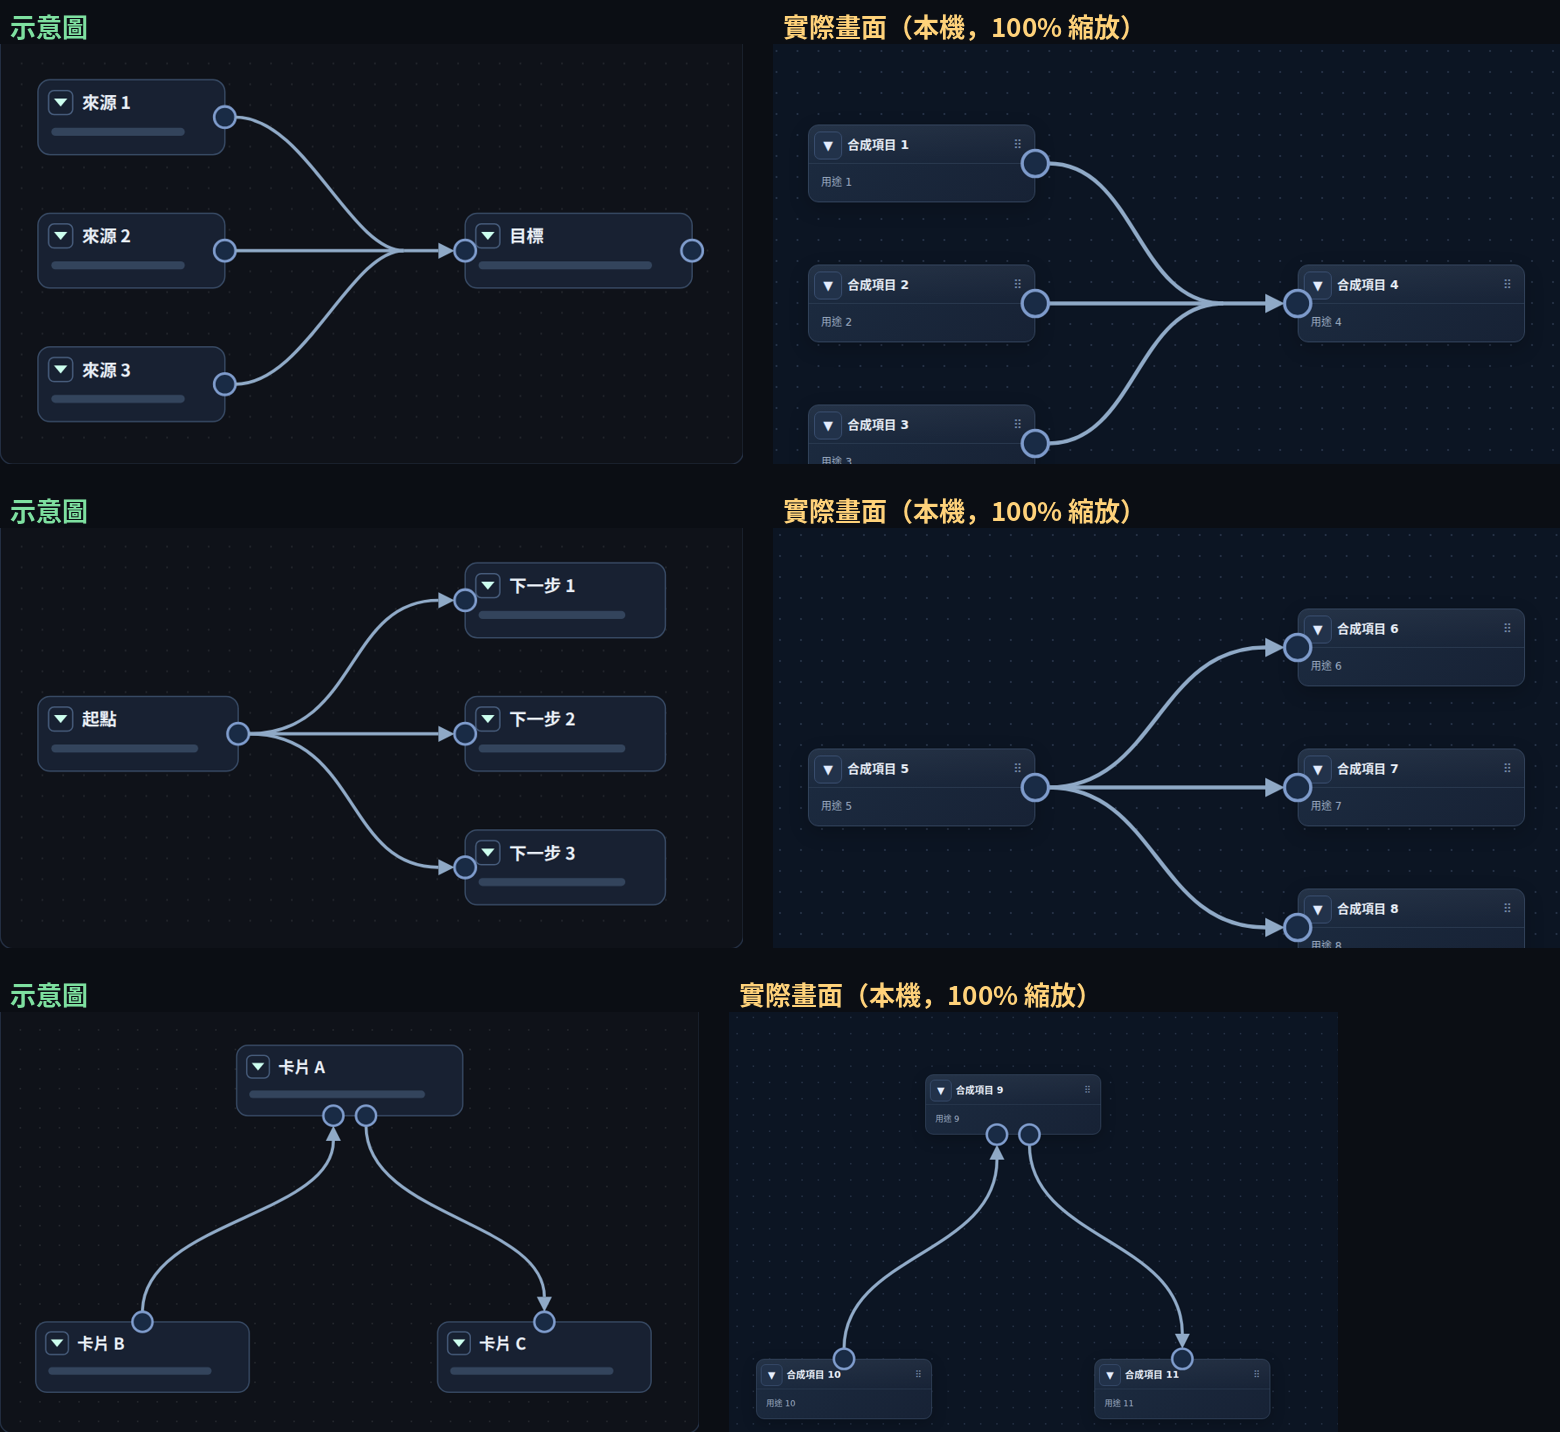 示意圖
來源 1
來源 2
目標
來源 3
實際畫面（本機，100% 縮放）
合成項目 1
用途 1
合成項目 2
用途 2
合成項目 4
用途 4
合成項目 3
用途 3
示意圖
下一步 1
起點
下一步 2
下一步 3
實際畫面（本機，100% 縮放）
合成項目 6
用途 6
合成項目 5
用途 5
合成項目 7
用途 7
合成項目 8
用途 8
示意圖
卡片 A
卡片 B
卡片 C
實際畫面（本機，100% 縮放）
合成項目 9
用途 9
合成項目 10
用途 10
合成項目 11
用途 11